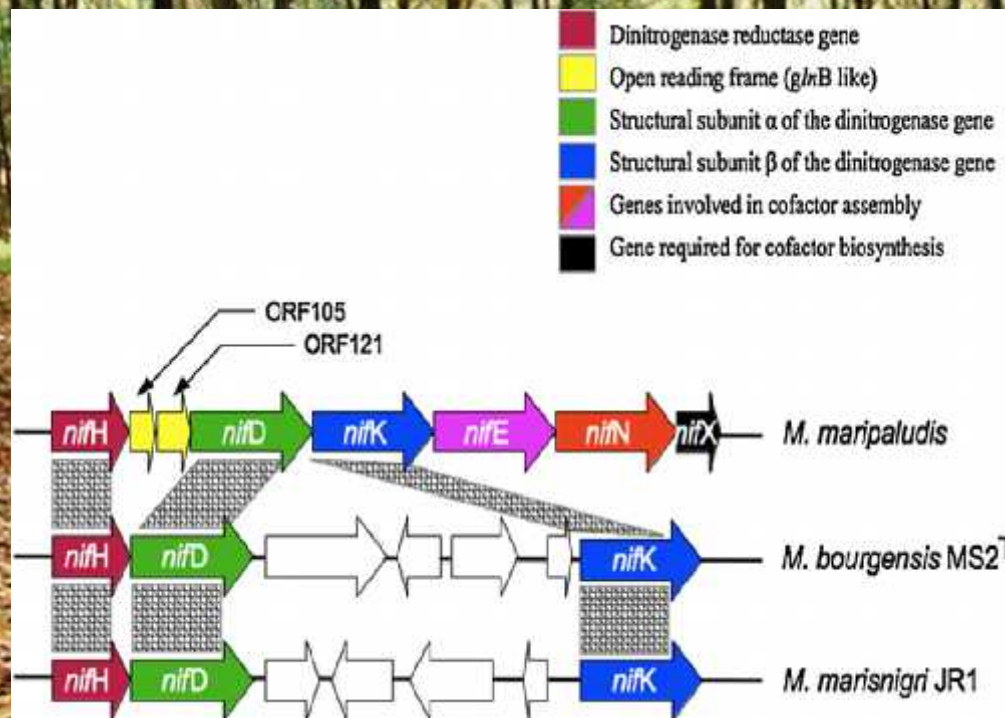 Dinitrogenase reductase gene
Open reading frame (glnB like)
Structural subunit α of the dinitrogenase gene
Structural subunit β of the dinitrogenase gene
Genes involved in cofactor assembly
Gene required for cofactor biosynthesis
ORF105
ORF121
nifH nifD nifK nifE nifN nifX M. maripaludis
nifH nifD nifK M. bourgensis MS2ᵀ
nifH nifD nifK M. marisnigri JR1